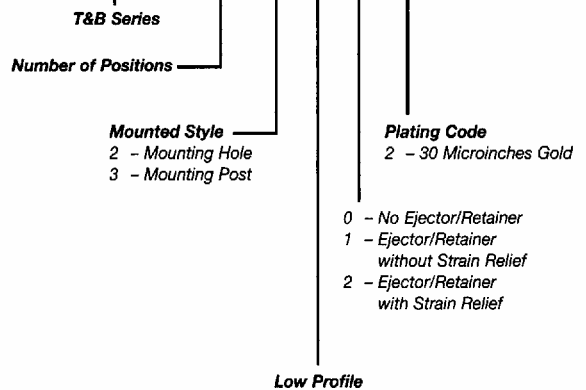 T&B Series
Number of Positions
Mounted Style
2 – Mounting Hole
3 – Mounting Post
Plating Code
2 – 30 Microinches Gold
0 – No Ejector/Retainer
1 – Ejector/Retainer
without Strain Relief
2 – Ejector/Retainer
with Strain Relief
Low Profile